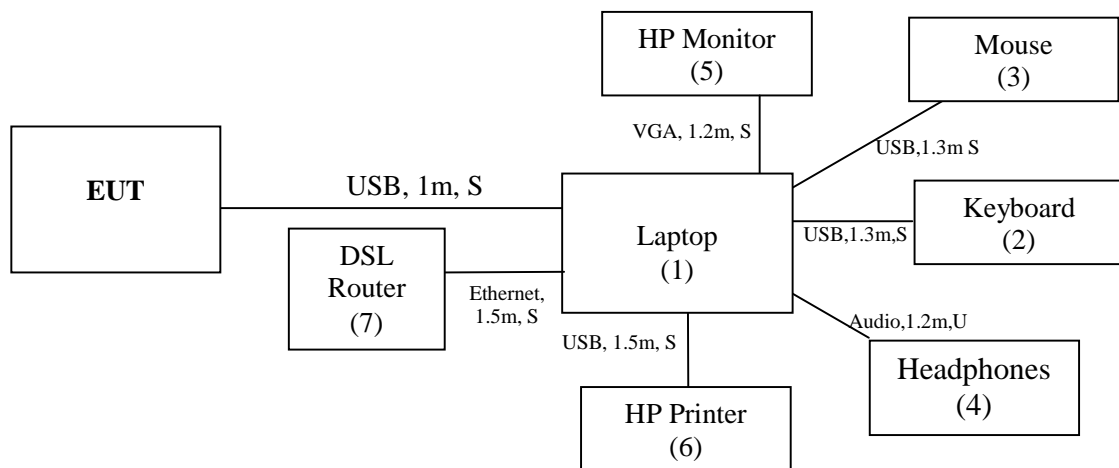 HP Monitor
(5)
Mouse
(3)
VGA, 1.2m, S
USB,1.3m S
EUT
USB, 1m, S
Laptop
(1)
Keyboard
(2)
USB,1.3m,S
DSL
Router
(7)
Ethernet,
1.5m, S
USB, 1.5m, S
Audio,1.2m,U
Headphones
(4)
HP Printer
(6)